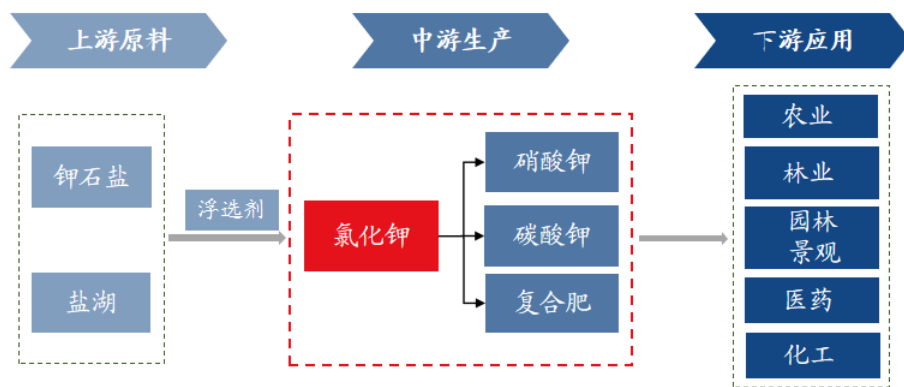 上游原料
中游生产
下游应用
钾石盐
盐湖
浮选剂
氯化钾
硝酸钾
碳酸钾
复合肥
农业
林业
园林
景观
医药
化工